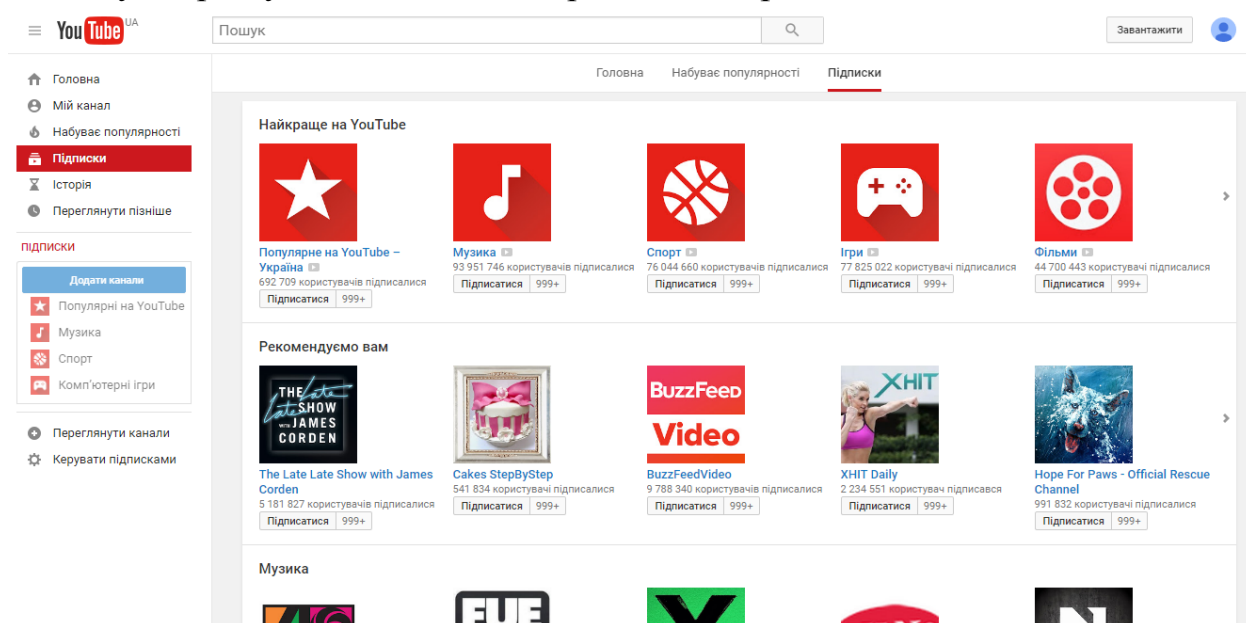 YouTube UA
Пошук
Завантажити
Головна
Мій канал
Набуває популярності
Підписки
Історія
Переглянути пізніше
ПІДПИСКИ
Додати канали
Популярні на YouTube
Музика
Спорт
Комп'ютерні ігри
Переглянути канали
Керувати підписками
Головна Набуває популярності Підписки
Найкраще на YouTube
Популярне на YouTube –
Україна
692 709 користувачів підписалися
Підписатися 999+
Музика
93 951 746 користувачів підписалися
Підписатися 999+
Спорт
76 044 660 користувачів підписалися
Підписатися 999+
Ігри
77 825 022 користувачі підписалися
Підписатися 999+
Фільми
44 700 443 користувачі підписалися
Підписатися 999+
Рекомендуємо вам
THE Late
Late SHOW
WITH JAMES
CORDEN
The Late Late Show with James
Corden
5 181 827 користувачів підписалися
Підписатися 999+
Cakes StepByStep
541 834 користувачі підписалися
Підписатися 999+
BuzzFeed
Video
BuzzFeedVideo
9 788 340 користувачів підписалися
Підписатися 999+
XHIT
XHIT Daily
2 234 551 користувач підписався
Підписатися 999+
Hope For Paws - Official Rescue
Channel
991 832 користувачі підписалися
Підписатися 999+
Музика